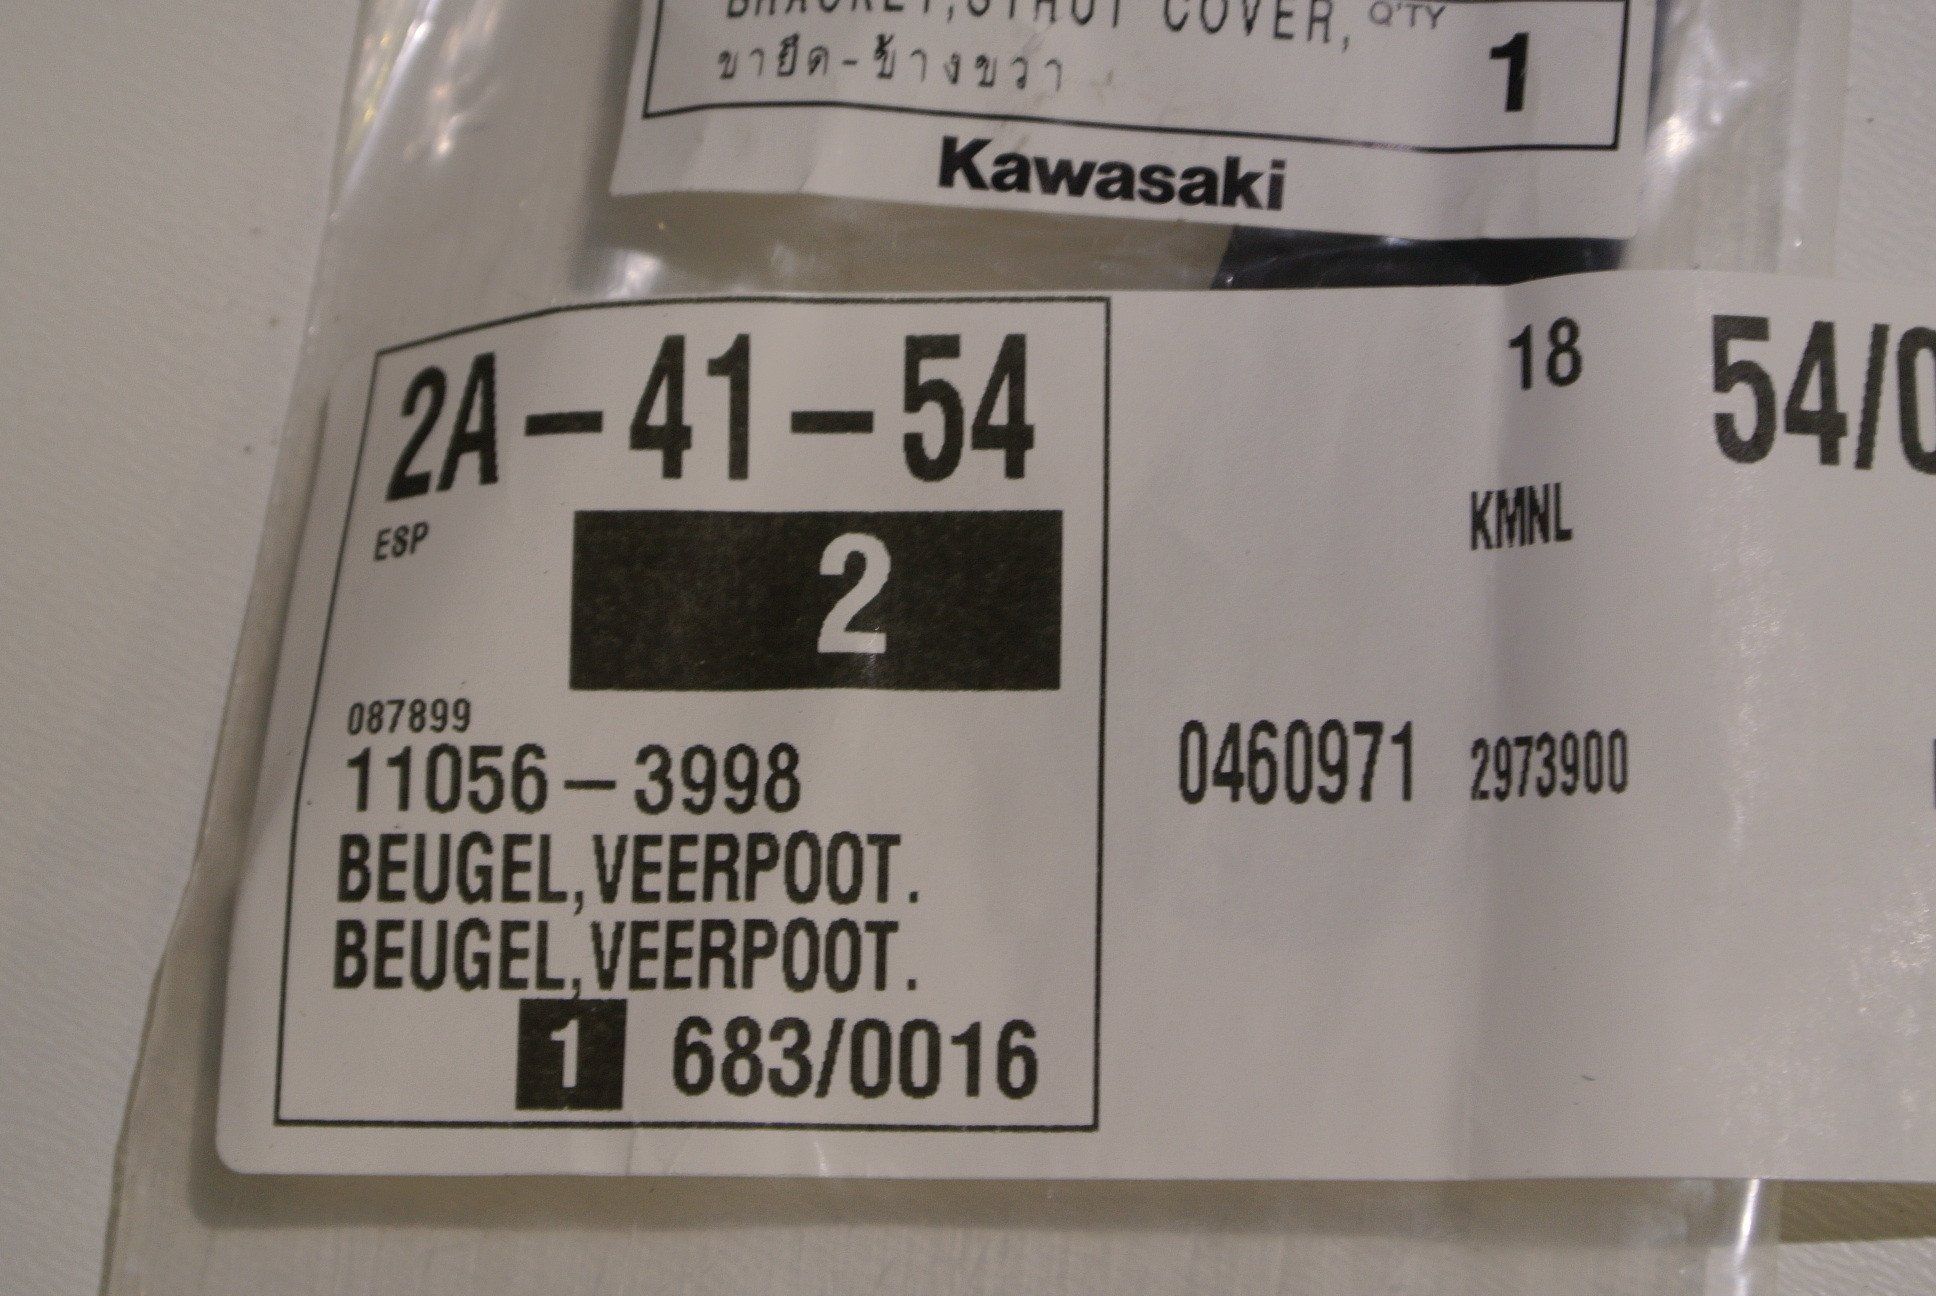 BRACKET,STRUT COVER,
Q'TY
ขายึด-ข้างขวา
1
Kawasaki
2A-41-54
18
54/0
ESP
2
KMNL
087899
11056-3998
0460971
2973900
BEUGEL,VEERPOOT.
BEUGEL,VEERPOOT.
1 683/0016